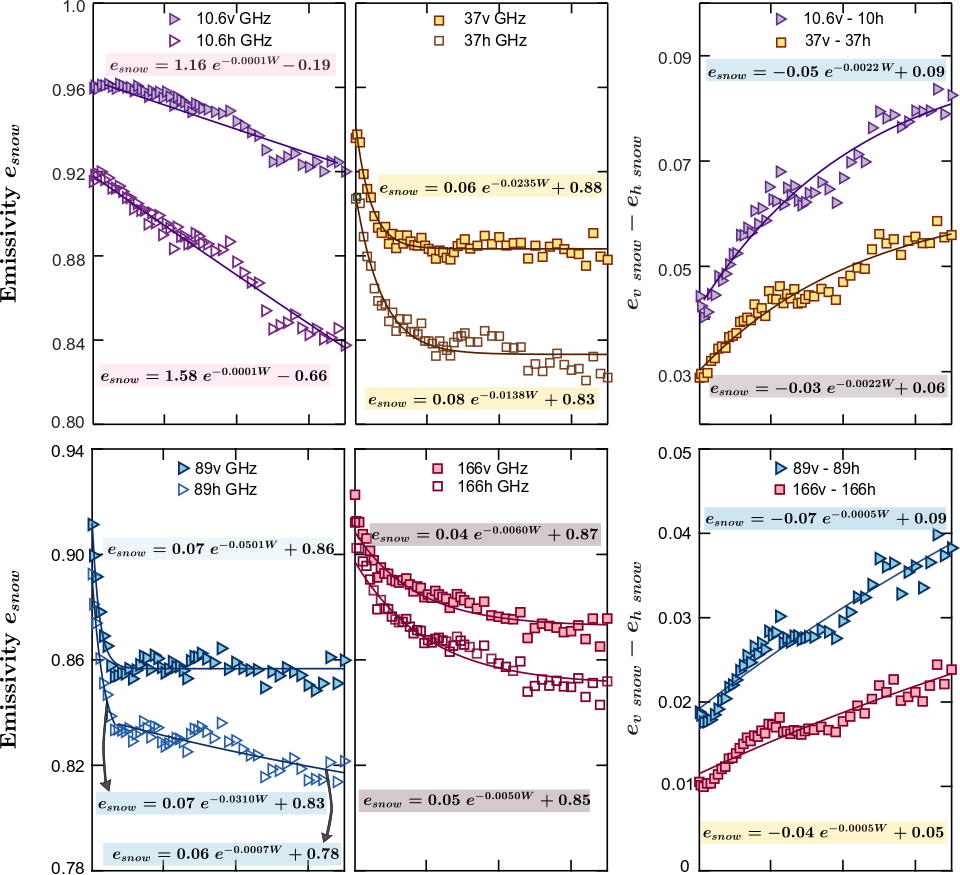 1.0
0.96
0.92
0.88
0.84
0.80
Emissivity e_snow
10.6v GHz
10.6h GHz
e_snow = 1.16 e^−0.0001W − 0.19
e_snow = 1.58 e^−0.0001W − 0.66
37v GHz
37h GHz
e_snow = 0.06 e^−0.0235W + 0.88
e_snow = 0.08 e^−0.0138W + 0.83
0.09
0.07
0.05
0.03
e_v snow − e_h snow
10.6v - 10h
37v - 37h
e_snow = −0.05 e^−0.0022W + 0.09
e_snow = −0.03 e^−0.0022W + 0.06
0.94
0.90
0.86
0.82
0.78
Emissivity e_snow
89v GHz
89h GHz
e_snow = 0.07 e^−0.0501W + 0.86
e_snow = 0.07 e^−0.0310W + 0.83
e_snow = 0.06 e^−0.0007W + 0.78
166v GHz
166h GHz
e_snow = 0.04 e^−0.0060W + 0.87
e_snow = 0.05 e^−0.0050W + 0.85
0.05
0.04
0.03
0.02
0.01
0
e_v snow − e_h snow
89v - 89h
166v - 166h
e_snow = −0.07 e^−0.0005W + 0.09
e_snow = −0.04 e^−0.0005W + 0.05